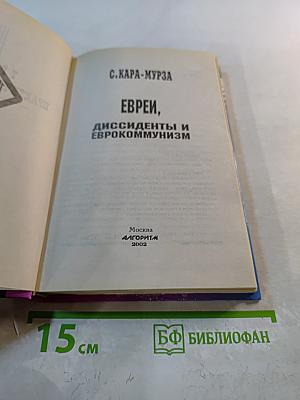 С.КАРА-МУРЗА
ЕВРЕИ,
ДИССИДЕНТЫ И
ЕВРОКОММУНИЗМ
Москва
АЛГОРИТМ
2002
15 см
БФ БИБЛИОФАН